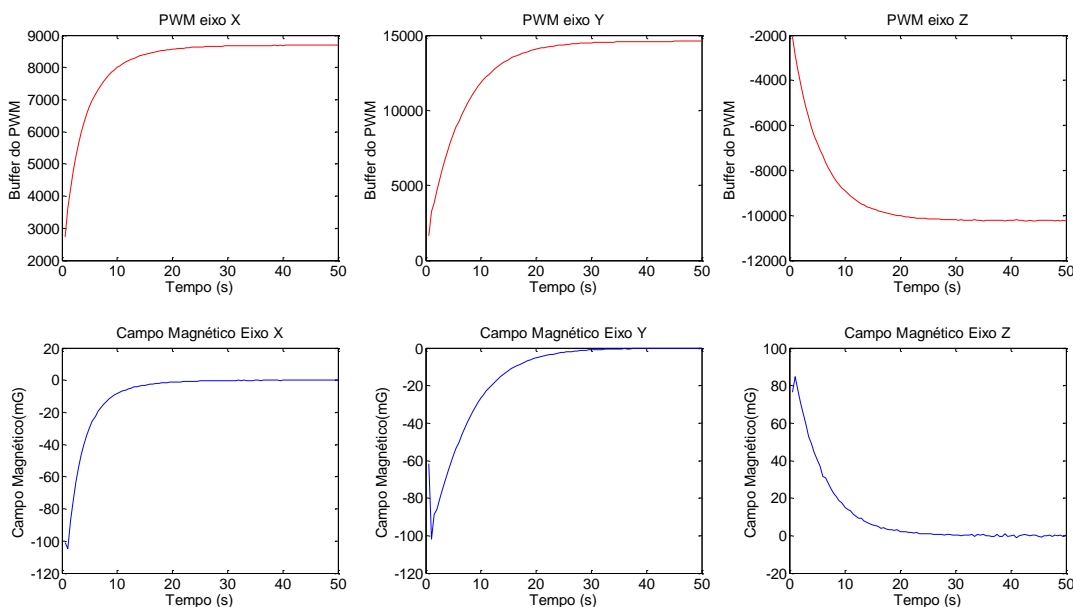 PWM eixo X
9000
8000
7000
6000
5000
4000
3000
2000
Buffer do PWM
0 10 20 30 40 50
Tempo (s)
PWM eixo Y
15000
10000
5000
0
Buffer do PWM
0 10 20 30 40 50
Tempo (s)
PWM eixo Z
-2000
-4000
-6000
-8000
-10000
-12000
Buffer do PWM
0 10 20 30 40 50
Tempo (s)
Campo Magnético Eixo X
20
0
-20
-40
-60
-80
-100
-120
Campo Magnético(mG)
0 10 20 30 40 50
Tempo (s)
Campo Magnético Eixo Y
0
-20
-40
-60
-80
-100
-120
Campo Magnético(mG)
0 10 20 30 40 50
Tempo (s)
Campo Magnético Eixo Z
100
80
60
40
20
0
-20
Campo Magnético(mG)
0 10 20 30 40 50
Tempo (s)